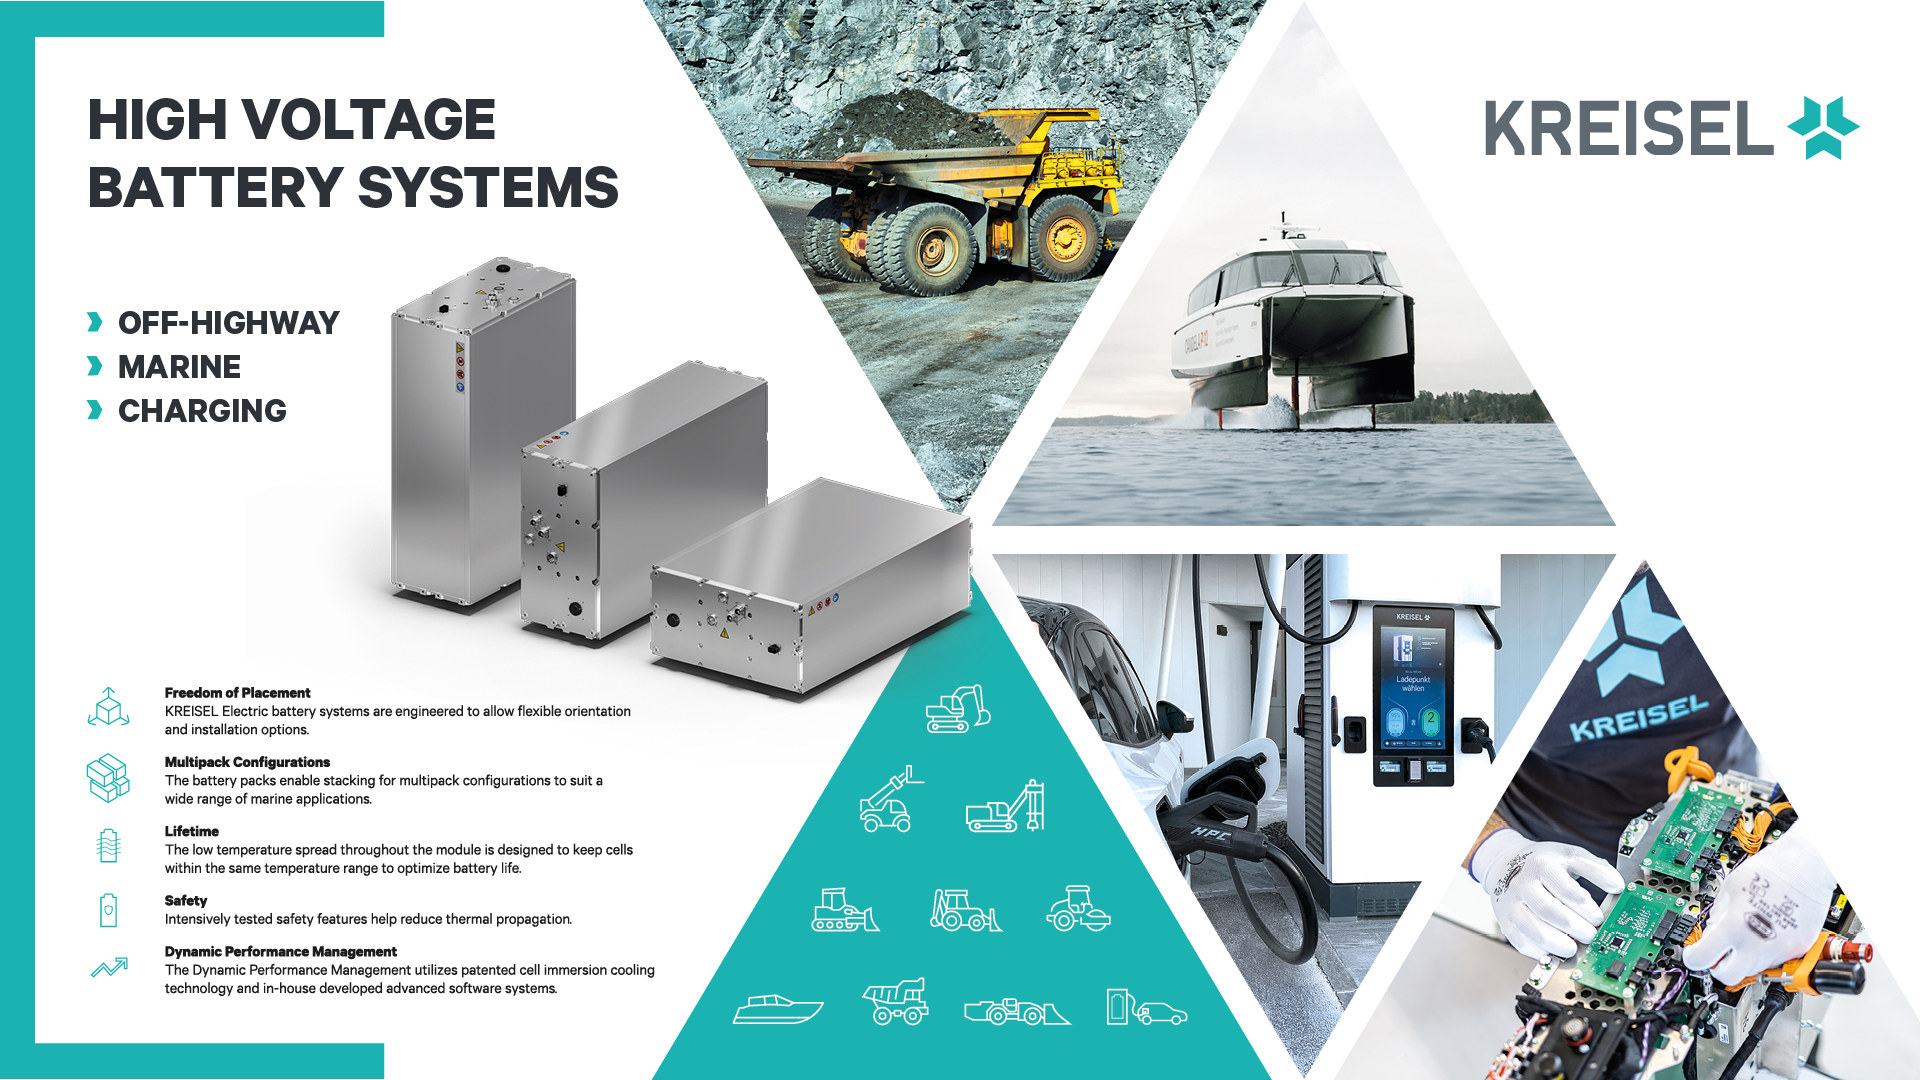 HIGH VOLTAGE
BATTERY SYSTEMS
OFF-HIGHWAY
MARINE
CHARGING
Freedom of Placement
KREISEL Electric battery systems are engineered to allow flexible orientation
and installation options.
Multipack Configurations
The battery packs enable stacking for multipack configurations to suit a
wide range of marine applications.
Lifetime
The low temperature spread throughout the module is designed to keep cells
within the same temperature range to optimize battery life.
Safety
Intensively tested safety features help reduce thermal propagation.
Dynamic Performance Management
The Dynamic Performance Management utilizes patented cell immersion cooling
technology and in-house developed advanced software systems.
KREISEL
CANDELA P-12
KREISEL
Ladepunkt
wählen
2
HPC
KREISEL